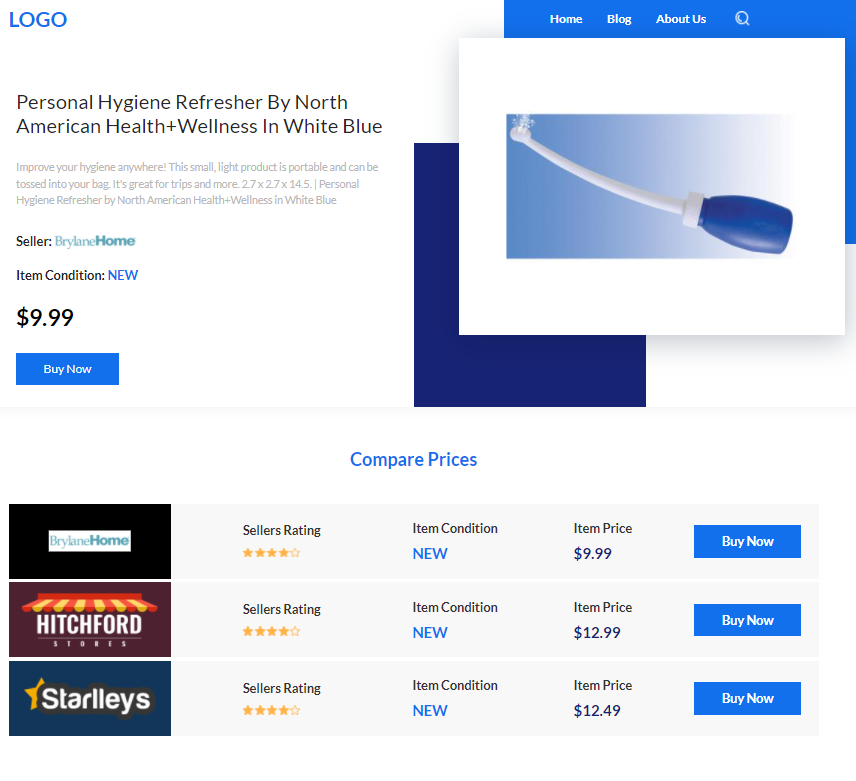 LOGO
Home Blog About Us
Personal Hygiene Refresher By North
American Health+Wellness In White Blue
Improve your hygiene anywhere! This small, light product is portable and can be
tossed into your bag. It's great for trips and more. 2.7 x 2.7 x 14.5. | Personal
Hygiene Refresher by North American Health+Wellness in White Blue
Seller: BrylaneHome
Item Condition: NEW
$9.99
Buy Now
Compare Prices
BrylaneHome
Sellers Rating
Item Condition
NEW
Item Price
$9.99
Buy Now
HITCHFORD
STORES
Sellers Rating
Item Condition
NEW
Item Price
$12.99
Buy Now
Starlleys
Sellers Rating
Item Condition
NEW
Item Price
$12.49
Buy Now